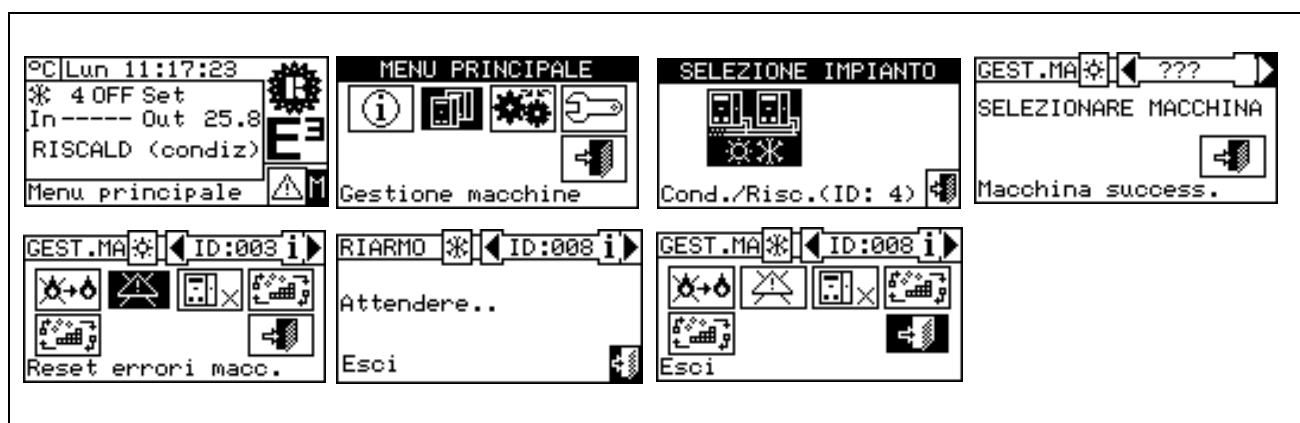 °C Lun 11:17:23
4 OFF Set
In ----- Out 25.8
RISCALD (condiz)
E³
Menu principale M
MENU PRINCIPALE
i
Gestione macchine
SELEZIONE IMPIANTO
Cond./Risc.(ID: 4)
GEST.MA ???
SELEZIONARE MACCHINA
Macchina success.
GEST.MA ID:003 i
Reset errori macc.
RIARMO ID:008 i
Attendere..
Esci
GEST.MA ID:008 i
Esci